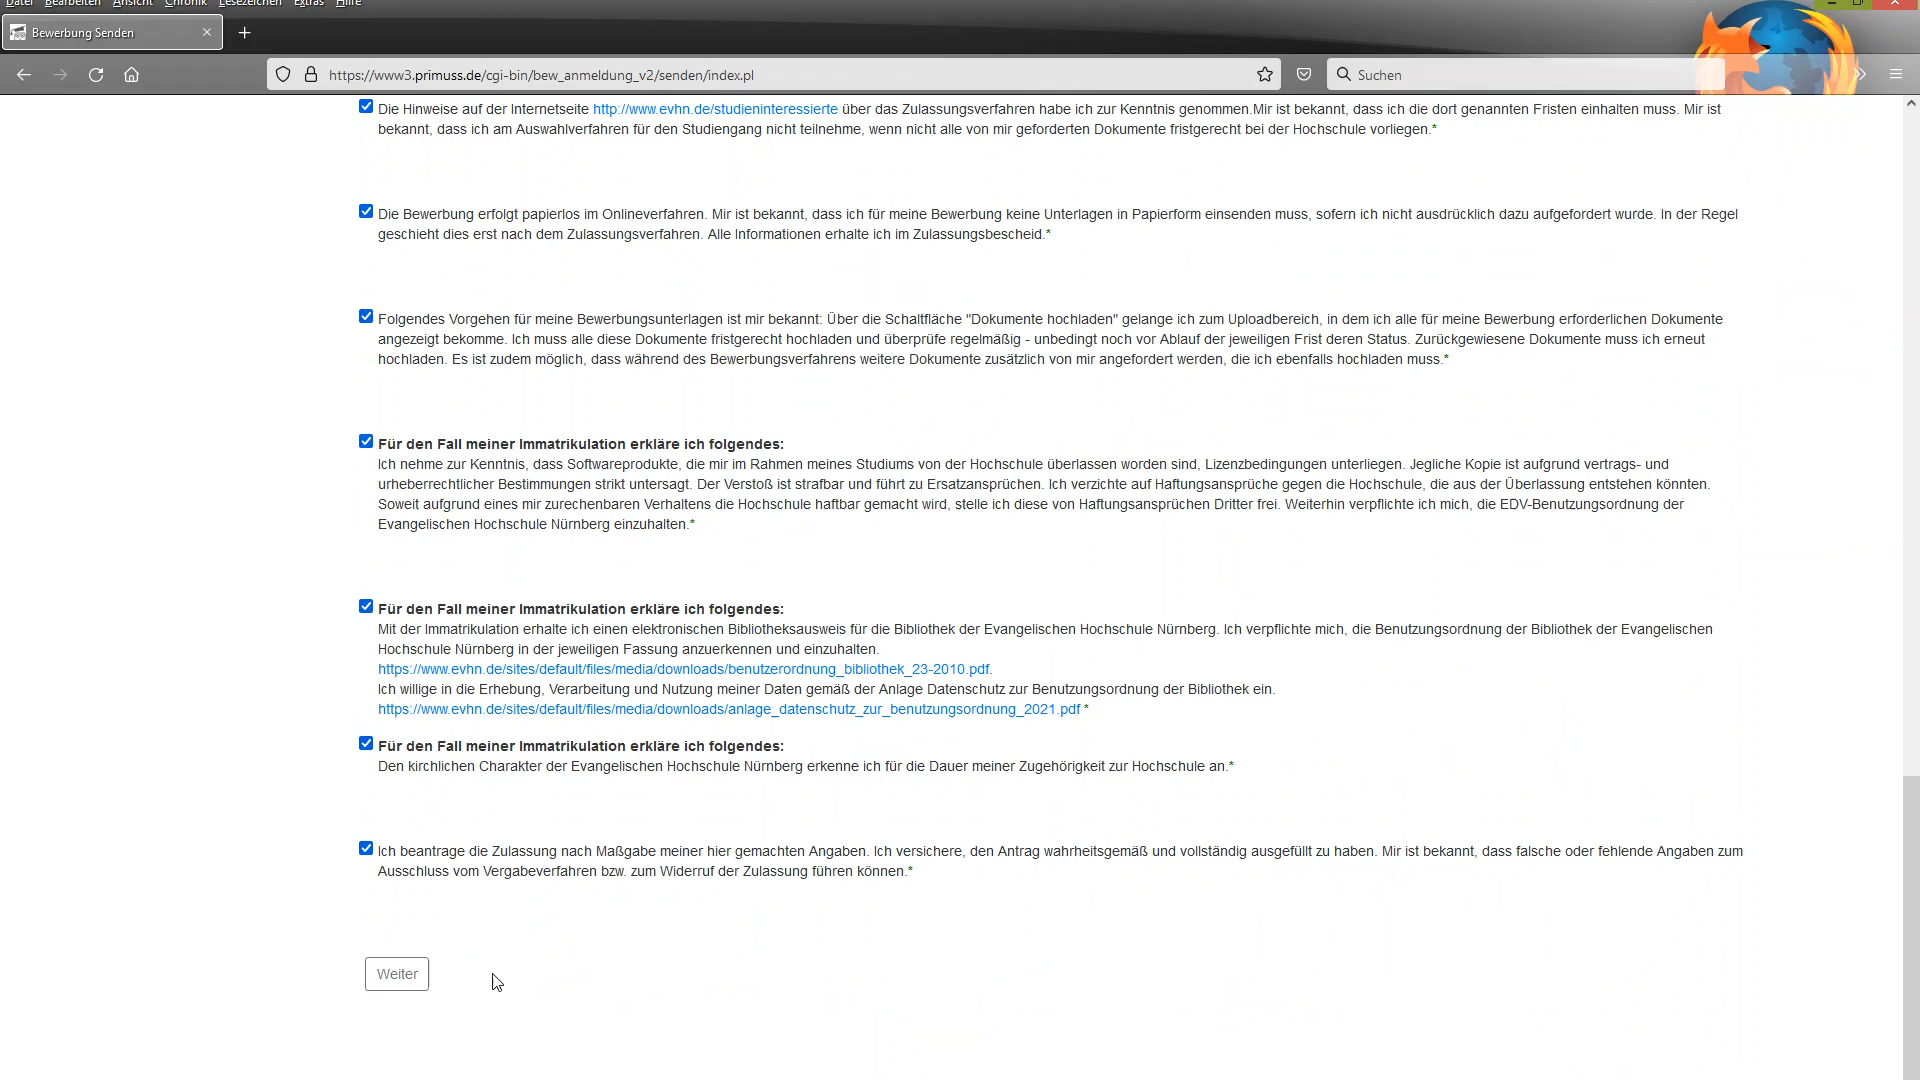 Datei Bearbeiten Ansicht Chronik Lesezeichen Extras Hilfe
Bewerbung Senden
https://www3.primuss.de/cgi-bin/bew_anmeldung_v2/senden/index.pl
Suchen
Die Hinweise auf der Internetseite http://www.evhn.de/studieninteressierte über das Zulassungsverfahren habe ich zur Kenntnis genommen.Mir ist bekannt, dass ich die dort genannten Fristen einhalten muss. Mir ist
bekannt, dass ich am Auswahlverfahren für den Studiengang nicht teilnehme, wenn nicht alle von mir geforderten Dokumente fristgerecht bei der Hochschule vorliegen.*
Die Bewerbung erfolgt papierlos im Onlineverfahren. Mir ist bekannt, dass ich für meine Bewerbung keine Unterlagen in Papierform einsenden muss, sofern ich nicht ausdrücklich dazu aufgefordert wurde. In der Regel
geschieht dies erst nach dem Zulassungsverfahren. Alle Informationen erhalte ich im Zulassungsbescheid.*
Folgendes Vorgehen für meine Bewerbungsunterlagen ist mir bekannt: Über die Schaltfläche "Dokumente hochladen" gelange ich zum Uploadbereich, in dem ich alle für meine Bewerbung erforderlichen Dokumente
angezeigt bekomme. Ich muss alle diese Dokumente fristgerecht hochladen und überprüfe regelmäßig - unbedingt noch vor Ablauf der jeweiligen Frist deren Status. Zurückgewiesene Dokumente muss ich erneut
hochladen. Es ist zudem möglich, dass während des Bewerbungsverfahrens weitere Dokumente zusätzlich von mir angefordert werden, die ich ebenfalls hochladen muss.*
Für den Fall meiner Immatrikulation erkläre ich folgendes:
Ich nehme zur Kenntnis, dass Softwareprodukte, die mir im Rahmen meines Studiums von der Hochschule überlassen worden sind, Lizenzbedingungen unterliegen. Jegliche Kopie ist aufgrund vertrags- und
urheberrechtlicher Bestimmungen strikt untersagt. Der Verstoß ist strafbar und führt zu Ersatzansprüchen. Ich verzichte auf Haftungsansprüche gegen die Hochschule, die aus der Überlassung entstehen könnten.
Soweit aufgrund eines mir zurechenbaren Verhaltens die Hochschule haftbar gemacht wird, stelle ich diese von Haftungsansprüchen Dritter frei. Weiterhin verpflichte ich mich, die EDV-Benutzungsordnung der
Evangelischen Hochschule Nürnberg einzuhalten.*
Für den Fall meiner Immatrikulation erkläre ich folgendes:
Mit der Immatrikulation erhalte ich einen elektronischen Bibliotheksausweis für die Bibliothek der Evangelischen Hochschule Nürnberg. Ich verpflichte mich, die Benutzungsordnung der Bibliothek der Evangelischen
Hochschule Nürnberg in der jeweiligen Fassung anzuerkennen und einzuhalten.
https://www.evhn.de/sites/default/files/media/downloads/benutzerordnung_bibliothek_23-2010.pdf.
Ich willige in die Erhebung, Verarbeitung und Nutzung meiner Daten gemäß der Anlage Datenschutz zur Benutzungsordnung der Bibliothek ein.
https://www.evhn.de/sites/default/files/media/downloads/anlage_datenschutz_zur_benutzungsordnung_2021.pdf *
Für den Fall meiner Immatrikulation erkläre ich folgendes:
Den kirchlichen Charakter der Evangelischen Hochschule Nürnberg erkenne ich für die Dauer meiner Zugehörigkeit zur Hochschule an.*
Ich beantrage die Zulassung nach Maßgabe meiner hier gemachten Angaben. Ich versichere, den Antrag wahrheitsgemäß und vollständig ausgefüllt zu haben. Mir ist bekannt, dass falsche oder fehlende Angaben zum
Ausschluss vom Vergabeverfahren bzw. zum Widerruf der Zulassung führen können.*
Weiter